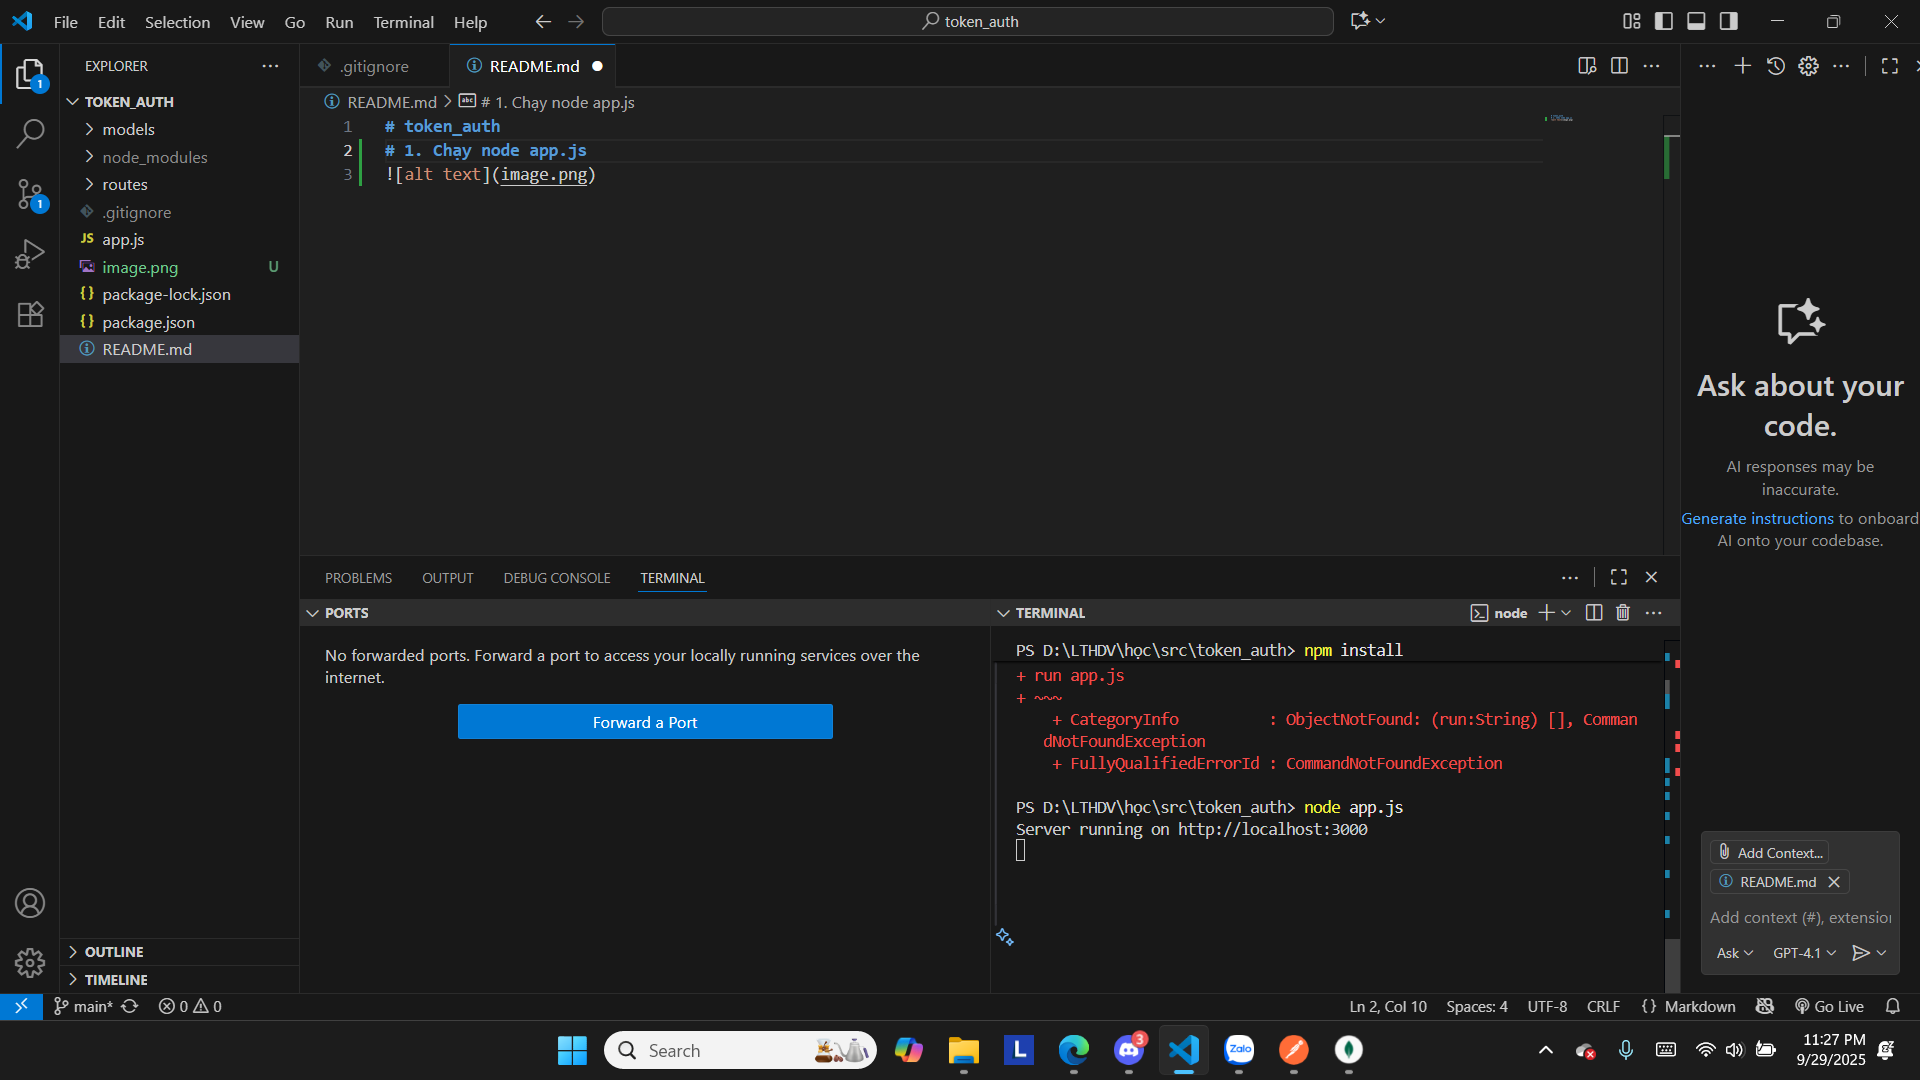 File Edit Selection View Go Run Terminal Help
token_auth
EXPLORER
TOKEN_AUTH
models
node_modules
routes
.gitignore
JS app.js
image.png U
{} package-lock.json
{} package.json
README.md
OUTLINE
TIMELINE
1
1
.gitignore
README.md
README.md > # 1. Chạy node app.js
1 # token_auth
2 # 1. Chạy node app.js
3 ![alt text](image.png)
PROBLEMS OUTPUT DEBUG CONSOLE TERMINAL
PORTS
No forwarded ports. Forward a port to access your locally running services over the
internet.
Forward a Port
TERMINAL
node
PS D:\LTHDV\học\src\token_auth> npm install
+ run app.js
+ ~~~
+ CategoryInfo : ObjectNotFound: (run:String) [], Comman
dNotFoundException
+ FullyQualifiedErrorId : CommandNotFoundException
PS D:\LTHDV\học\src\token_auth> node app.js
Server running on http://localhost:3000
Ask about your
code.
AI responses may be
inaccurate.
Generate instructions to onboard
AI onto your codebase.
Add Context...
README.md
Add context (#), extension
Ask GPT-4.1
main* 0 0
Ln 2, Col 10 Spaces: 4 UTF-8 CRLF {} Markdown Go Live
Search
L
3
Zalo
11:27 PM
9/29/2025